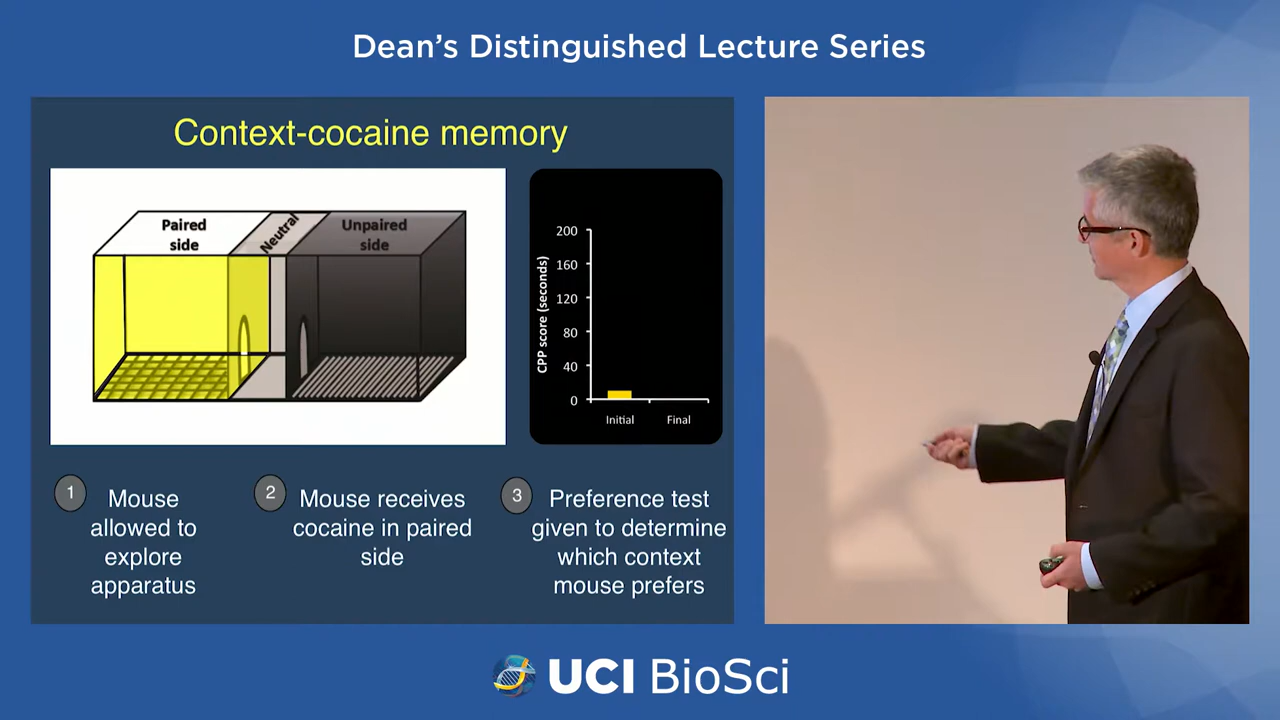 Dean's Distinguished Lecture Series
Context-cocaine memory
Paired
side
Neutral
Unpaired
side
CPP score (seconds)
200
160
120
80
40
0
Initial
Final
1
Mouse
allowed to
explore
apparatus
2
Mouse receives
cocaine in paired
side
3
Preference test
given to determine
which context
mouse prefers
UCI BioSci